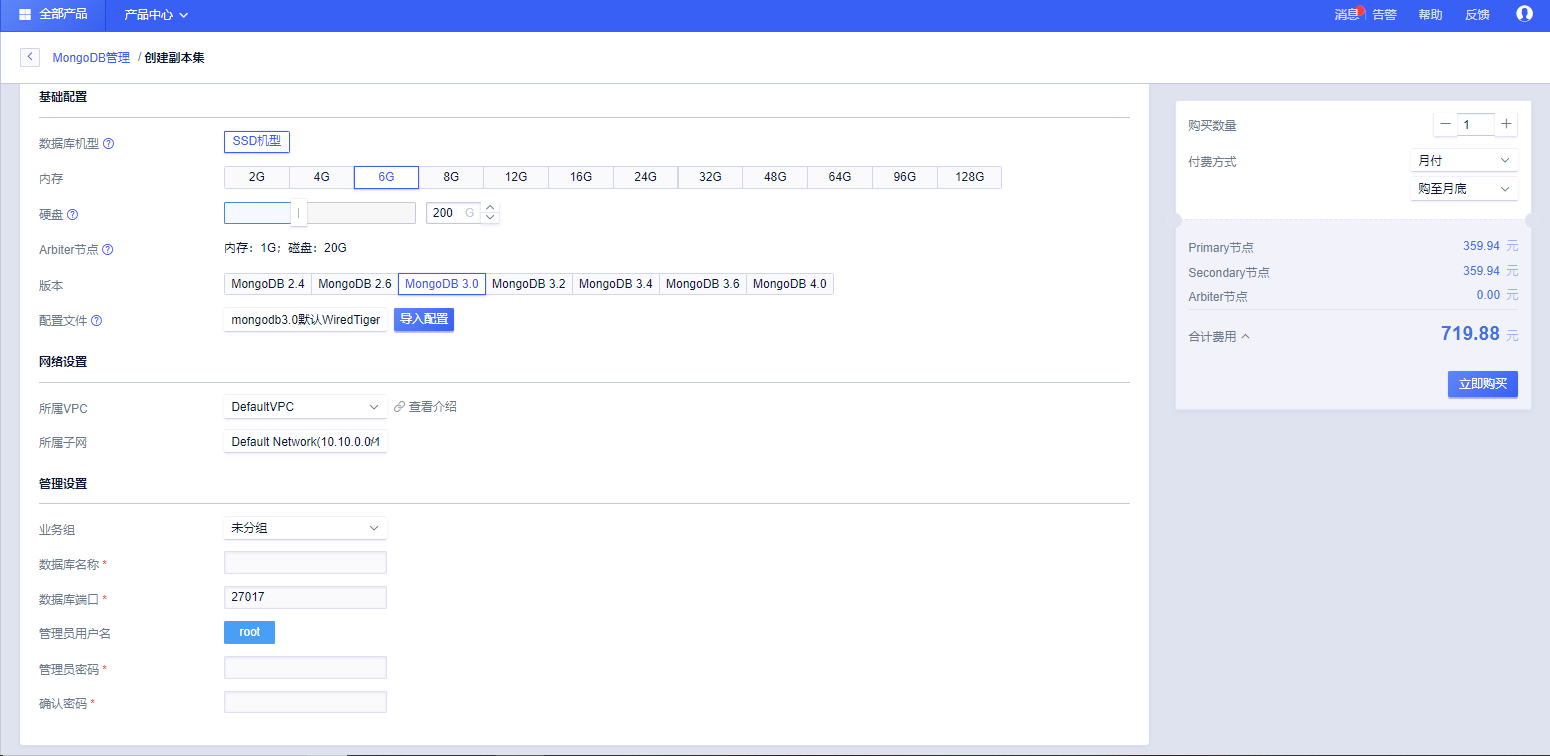 全部产品 产品中心 消息 告警 帮助 反馈
MongoDB管理 / 创建副本集
基础配置
数据库机型 SSD机型
内存 2G 4G 6G 8G 12G 16G 24G 32G 48G 64G 96G 128G
硬盘 200 G
Arbiter节点 内存：1G；磁盘：20G
版本 MongoDB 2.4 MongoDB 2.6 MongoDB 3.0 MongoDB 3.2 MongoDB 3.4 MongoDB 3.6 MongoDB 4.0
配置文件 mongodb3.0默认WiredTiger 导入配置
网络设置
所属VPC DefaultVPC 查看介绍
所属子网 Default Network(10.10.0.0/1
管理设置
业务组 未分组
数据库名称 *
数据库端口 * 27017
管理员用户名 root
管理员密码 *
确认密码 *
购买数量 1
付费方式 月付
购至月底
Primary节点 359.94 元
Secondary节点 359.94 元
Arbiter节点 0.00 元
合计费用 719.88 元
立即购买